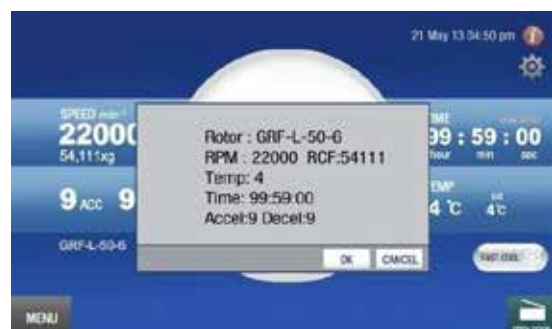 21 May 13 04:50 pm
SPEED min-1
22000
54,111xg
TIME
99 : 59 : 00
hour min sec
9 ACC 9
TEMP
set
4 ℃ 4℃
GRF-L-50-6
FAST COOL
Rotor : GRF-L-50-6
RPM : 22000 RCF:54111
Temp: 4
Time: 99:59:00
Accel:9 Decel:9
OK CANCEL
MENU